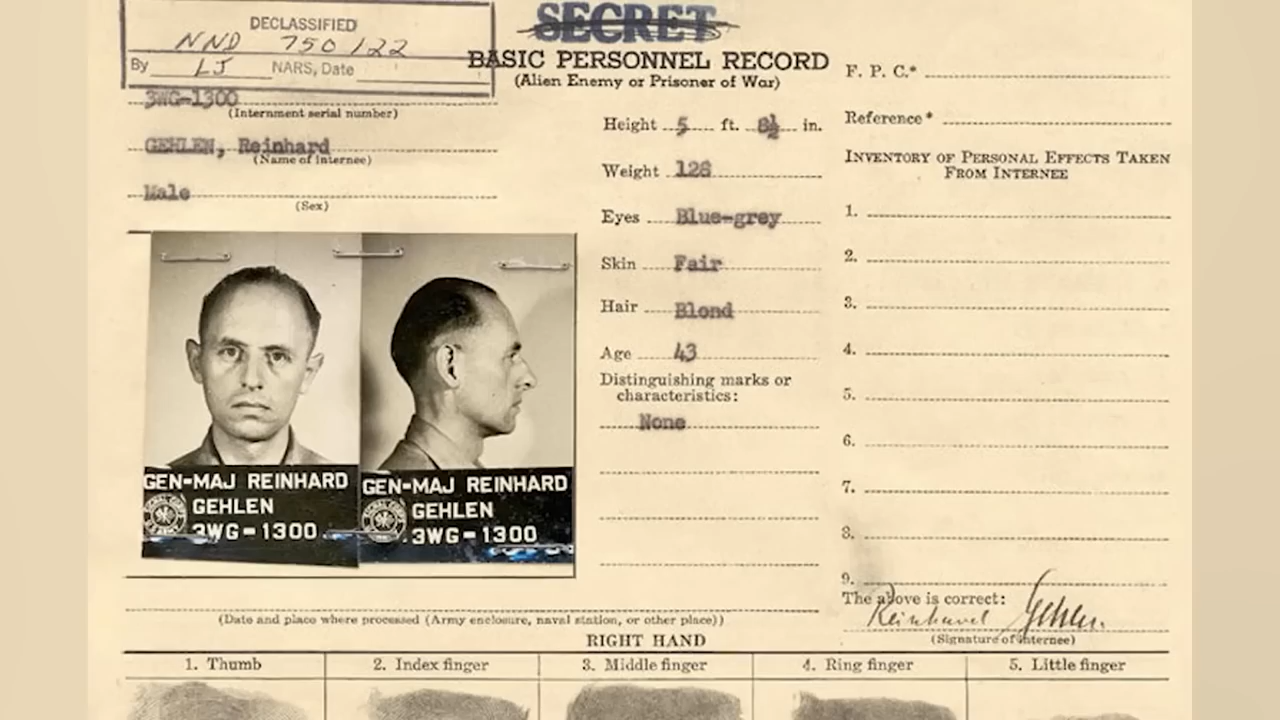 DECLASSIFIED
NND 750122
By LJ NARS, Date
SECRET
BASIC PERSONNEL RECORD
(Alien Enemy or Prisoner of War)
3WG-1300
(Internment serial number)
GEHLEN, Reinhard
(Name of internee)
Male
(Sex)
GEN-MAJ REINHARD
GEHLEN
3WG-1300
GEN-MAJ REINHARD
GEHLEN
3WG-1300
Height 5 ft. 8½ in.
Weight 128
Eyes Blue-grey
Skin Fair
Hair Blond
Age 43
Distinguishing marks or
characteristics:
None
F. P. C.*
Reference*
INVENTORY OF PERSONAL EFFECTS TAKEN
FROM INTERNEE
1.
2.
3.
4.
5.
6.
7.
8.
9.
The above is correct:
Reinhard Gehlen.
(Signature of internee)
(Date and place where processed (Army enclosure, naval station, or other place))
RIGHT HAND
1. Thumb
2. Index finger
3. Middle finger
4. Ring finger
5. Little finger